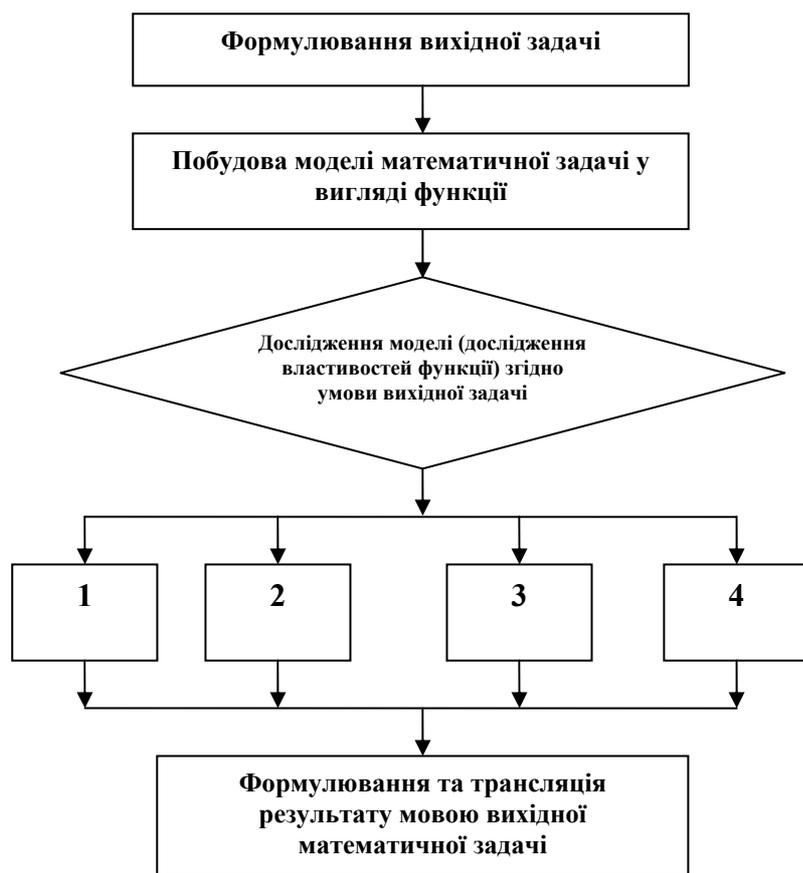 Формулювання вихідної задачі
Побудова моделі математичної задачі у
вигляді функції
Дослідження моделі (дослідження
властивостей функції) згідно
умови вихідної задачі
1
2
3
4
Формулювання та трансляція
результату мовою вихідної
математичної задачі